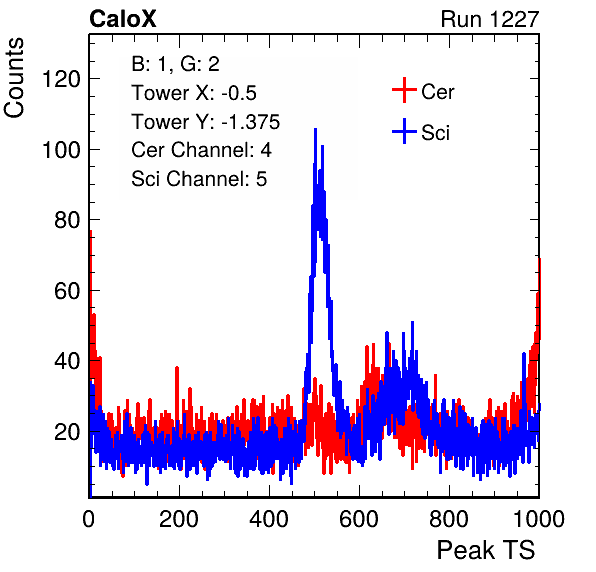 CaloX Run 1227
Counts
B: 1, G: 2
Tower X: -0.5
Tower Y: -1.375
Cer Channel: 4
Sci Channel: 5
Cer
Sci
120
100
80
60
40
20
0 200 400 600 800 1000
Peak TS